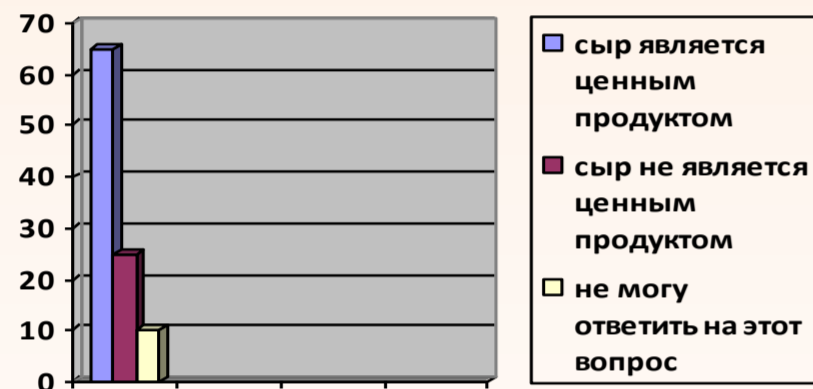 70
60
50
40
30
20
10
0
сыр является
ценным
продуктом
сыр не является
ценным
продуктом
не могу
ответить на этот
вопрос